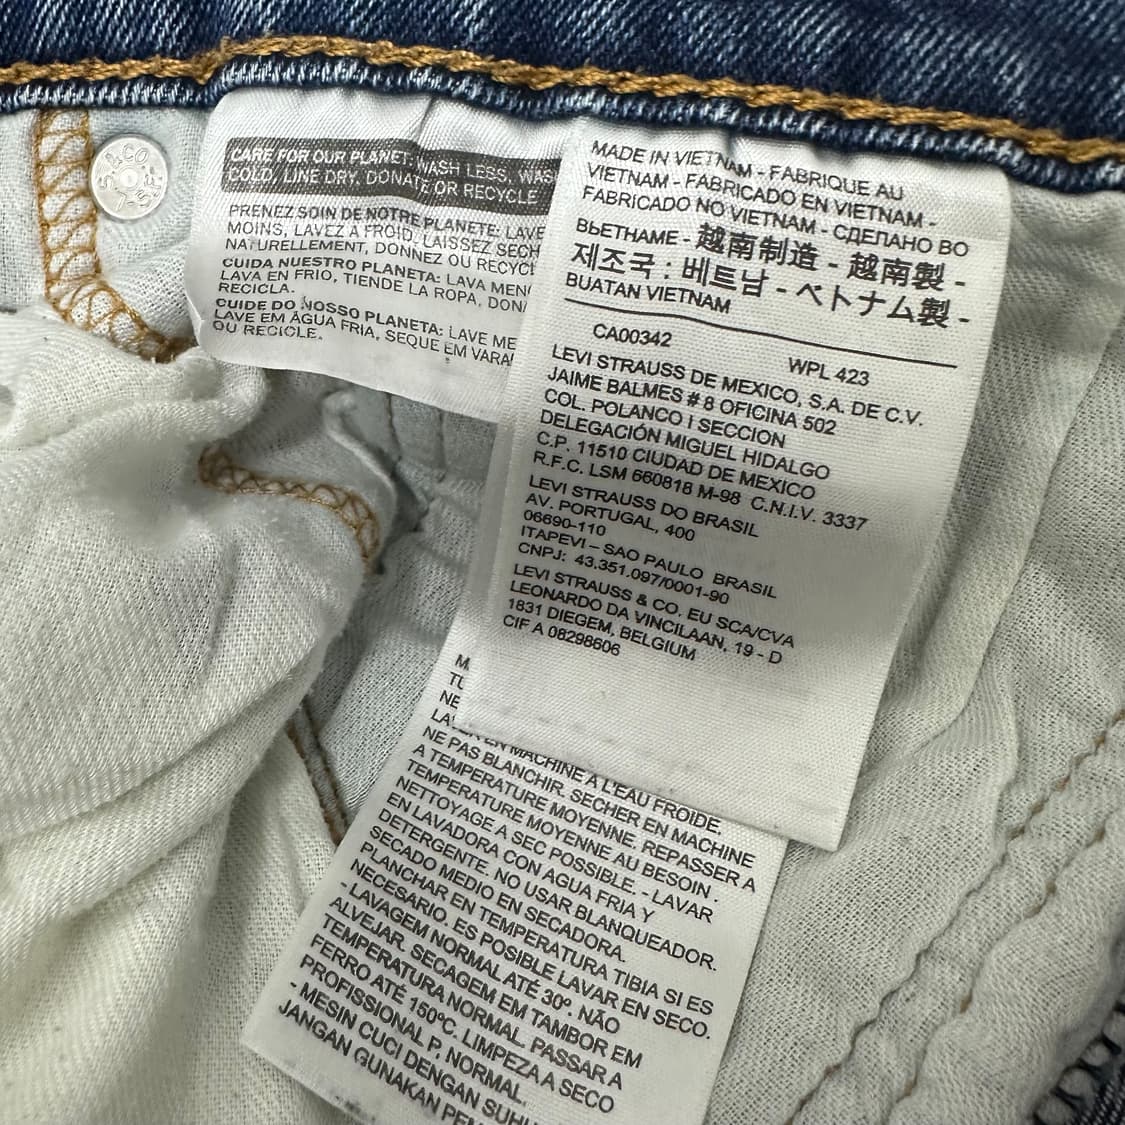 CARE FOR OUR PLANET: WASH LESS, WAS
COLD, LINE DRY, DONATE OR RECYCLE
PRENEZ SOIN DE NOTRE PLANETE: LAVE
MOINS, LAVEZ À FROID, LAISSEZ SECH
NATURELLEMENT, DONNEZ OU RECYCL
CUIDA NUESTRO PLANETA: LAVA MEN
LAVA EN FRIO, TIENDE LA ROPA, DONA
RECICLA.
CUIDE DO NOSSO PLANETA: LAVE ME
LAVE EM ÁGUA FRIA, SEQUE EM VARA
OU RECICLE.
MADE IN VIETNAM - FABRIQUE AU
VIETNAM - FABRICADO EN VIETNAM -
FABRICADO NO VIETNAM - СДЕЛАНО ВО
ВЬЕТНАМЕ - 越南制造 - 越南製 -
제조국 : 베트남 - ベトナム製 -
BUATAN VIETNAM
CA00342 WPL 423
LEVI STRAUSS DE MEXICO, S.A. DE C.V.
JAIME BALMES # 8 OFICINA 502
COL. POLANCO I SECCION
DELEGACIÓN MIGUEL HIDALGO
C.P. 11510 CIUDAD DE MEXICO
R.F.C. LSM 660818 M-98 C.N.I.V. 3337
LEVI STRAUSS DO BRASIL
AV. PORTUGAL, 400
06690-110
ITAPEVI – SAO PAULO BRASIL
CNPJ: 43.351.097/0001-90
LEVI STRAUSS & CO. EU SCA/CVA
LEONARDO DA VINCILAAN, 19 - D
1831 DIEGEM, BELGIUM
CIF A 08298606
M
TU
NE
LAVER EN MACHINE À L'EAU FROIDE.
NE PAS BLANCHIR. SECHER EN MACHINE
A TEMPERATURE MOYENNE. REPASSER A
TEMPERATURE MOYENNE AU BESOIN .
NETTOYAGE A SEC POSSIBLE. - LAVAR
EN LAVADORA CON AGUA FRIA Y
DETERGENTE. NO USAR BLANQUEADOR.
SECADO MEDIO EN SECADORA.
PLANCHAR EN TEMPERATURA TIBIA SI ES
NECESARIO. ES POSIBLE LAVAR EN SECO.
- LAVAGEM NORMAL ATÉ 30º. NÃO
ALVEJAR. SECAGEM EM TAMBOR EM
TEMPERATURA NORMAL. PASSAR A
FERRO ATÉ 150ºC. LIMPEZA A SECO
PROFISSIONAL P, NORMAL.
- MESIN CUCI DENGAN SUHU
JANGAN GUNAKAN PEM